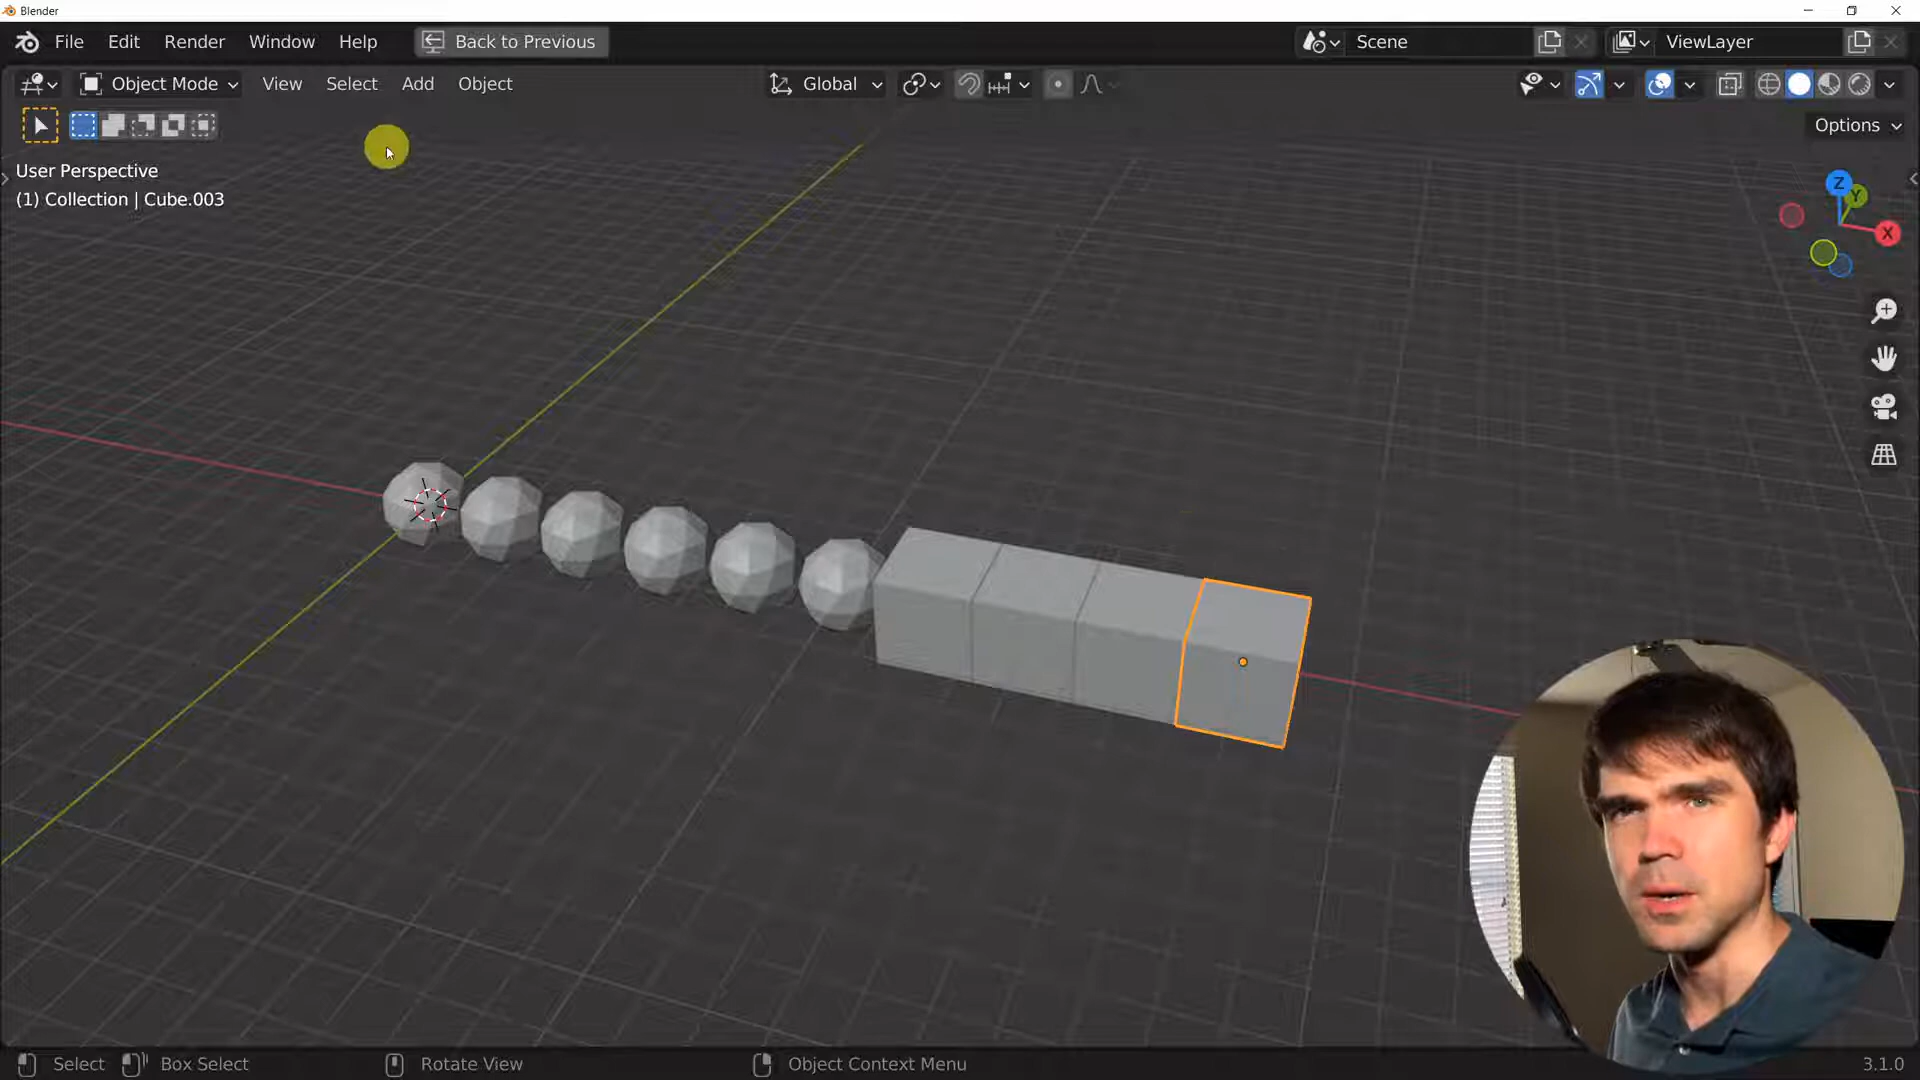 Blender
File Edit Render Window Help Back to Previous Scene ViewLayer
Object Mode View Select Add Object Global
Options
User Perspective
(1) Collection | Cube.003
Z
Y
X
Select Box Select Rotate View Object Context Menu 3.1.0